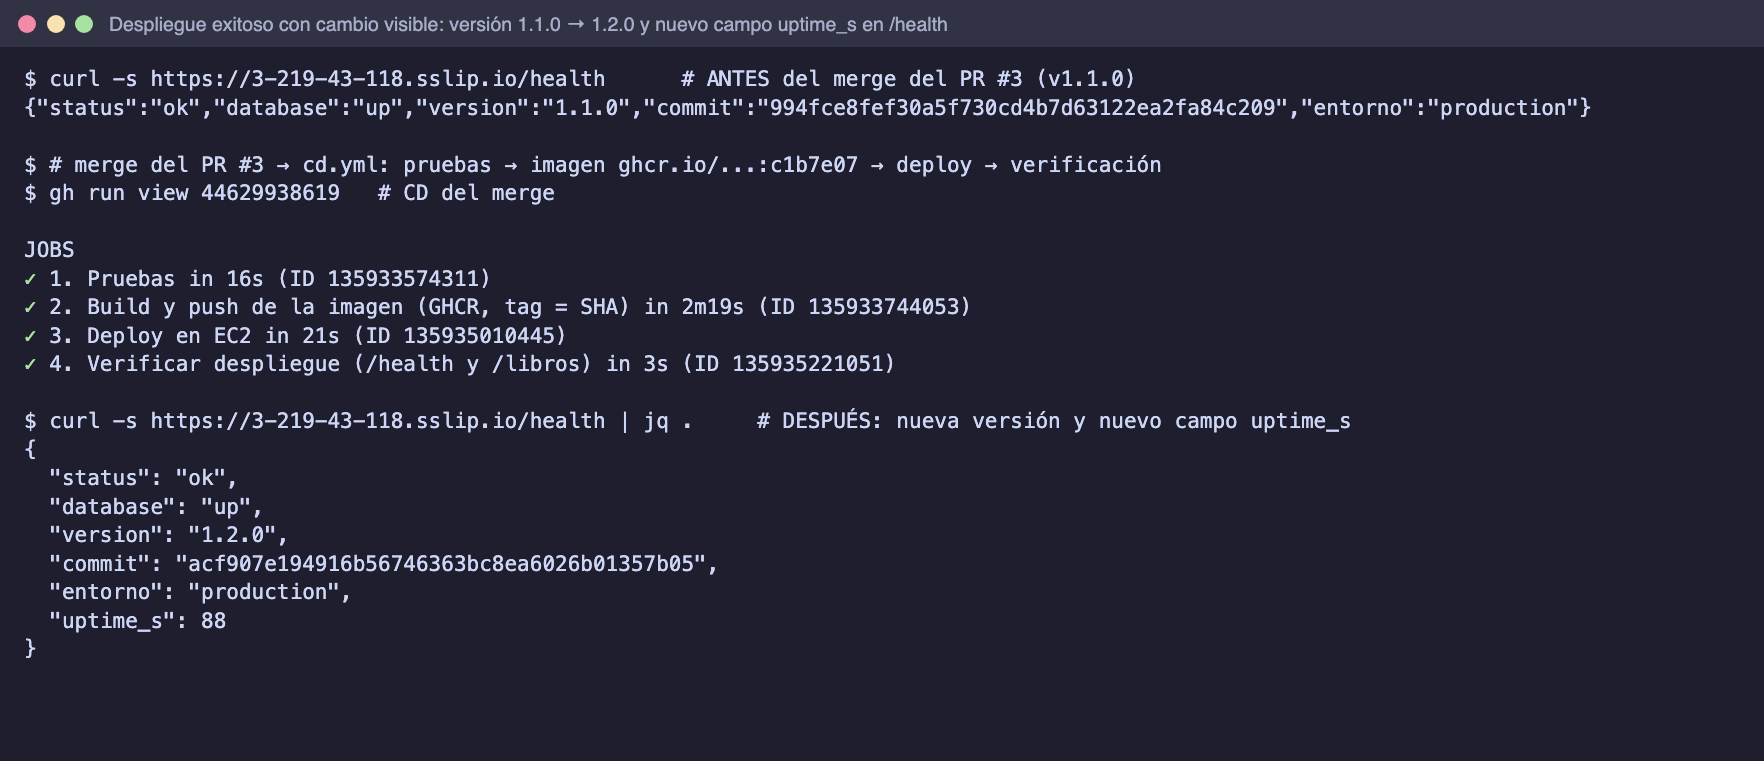 Despliegue exitoso con cambio visible: versión 1.1.0 → 1.2.0 y nuevo campo uptime_s en /health
$ curl -s https://3-219-43-118.sslip.io/health      # ANTES del merge del PR #3 (v1.1.0)
{"status":"ok","database":"up","version":"1.1.0","commit":"994fce8fef30a5f730cd4b7d63122ea2fa84c209","entorno":"production"}
$ # merge del PR #3 → cd.yml: pruebas → imagen ghcr.io/...:c1b7e07 → deploy → verificación
$ gh run view 44629938619   # CD del merge
JOBS
✓ 1. Pruebas in 16s (ID 135933574311)
✓ 2. Build y push de la imagen (GHCR, tag = SHA) in 2m19s (ID 135933744053)
✓ 3. Deploy en EC2 in 21s (ID 135935010445)
✓ 4. Verificar despliegue (/health y /libros) in 3s (ID 135935221051)
$ curl -s https://3-219-43-118.sslip.io/health | jq .     # DESPUÉS: nueva versión y nuevo campo uptime_s
{
  "status": "ok",
  "database": "up",
  "version": "1.2.0",
  "commit": "acf907e194916b56746363bc8ea6026b01357b05",
  "entorno": "production",
  "uptime_s": 88
}